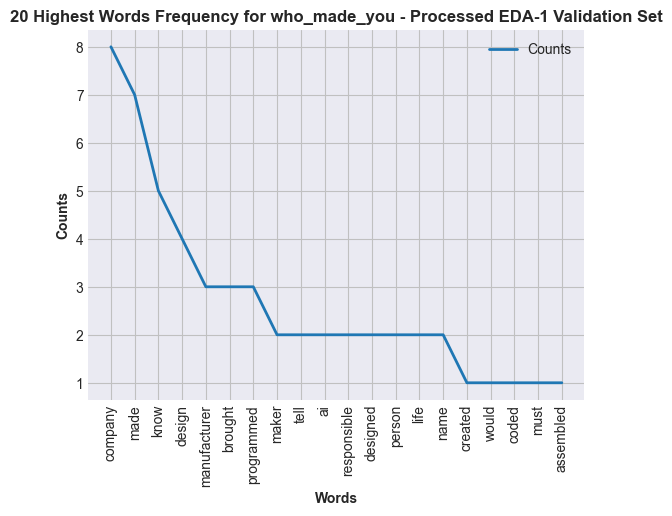 20 Highest Words Frequency for who_made_you - Processed EDA-1 Validation Set
Counts
8
7
6
5
4
3
2
1
Counts
company
made
know
design
manufacturer
brought
programmed
maker
tell
ai
responsible
designed
person
life
name
created
would
coded
must
assembled
Words